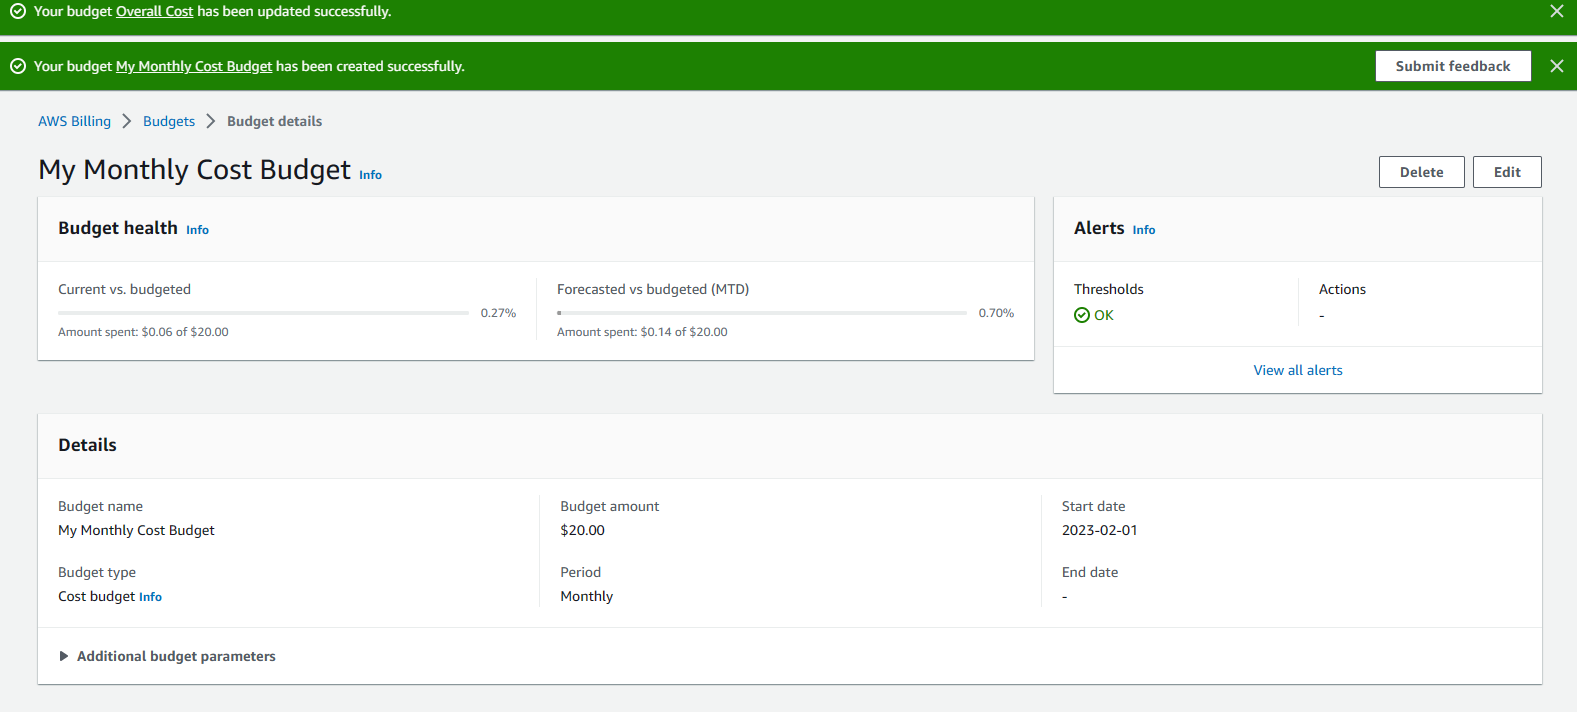 Your budget Overall Cost has been updated successfully.
Your budget My Monthly Cost Budget has been created successfully.
Submit feedback
AWS Billing
Budgets
Budget details
My Monthly Cost Budget Info
Delete
Edit
Budget health Info
Current vs. budgeted
0.27%
Amount spent: $0.06 of $20.00
Forecasted vs budgeted (MTD)
0.70%
Amount spent: $0.14 of $20.00
Alerts Info
Thresholds
OK
Actions
-
View all alerts
Details
Budget name
My Monthly Cost Budget
Budget type
Cost budget Info
Budget amount
$20.00
Period
Monthly
Start date
2023-02-01
End date
-
Additional budget parameters